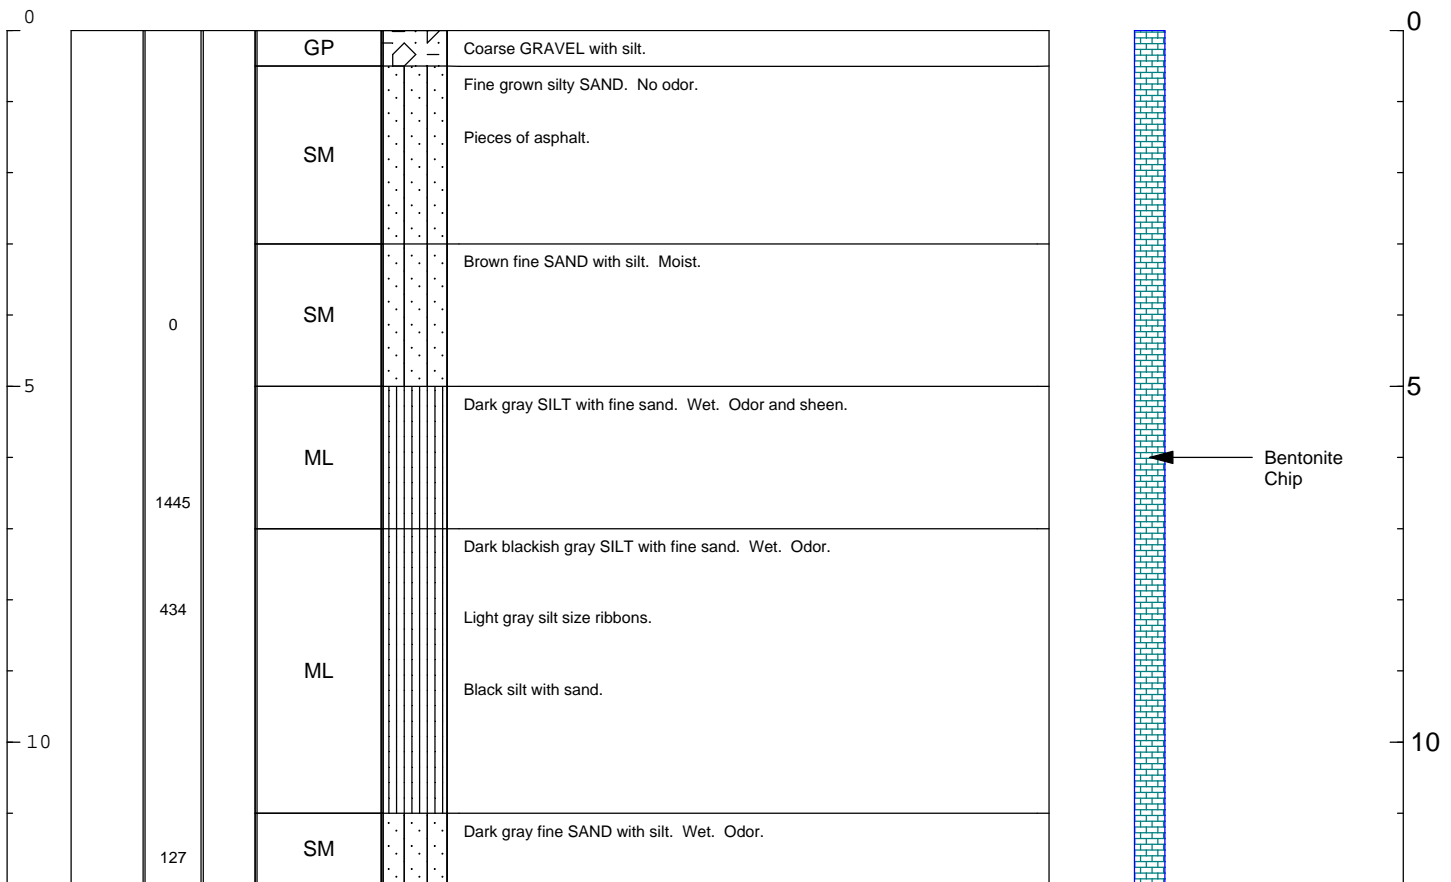 0
0
GP
Coarse GRAVEL with silt.
Fine grown silty SAND.  No odor.
Pieces of asphalt.
SM
Brown fine SAND with silt.  Moist.
SM
0
5
5
Dark gray SILT with fine sand.  Wet.  Odor and sheen.
ML
Bentonite
Chip
1445
Dark blackish gray SILT with fine sand.  Wet.  Odor.
434
Light gray silt size ribbons.
ML
Black silt with sand.
10
10
Dark gray fine SAND with silt.  Wet.  Odor.
SM
127